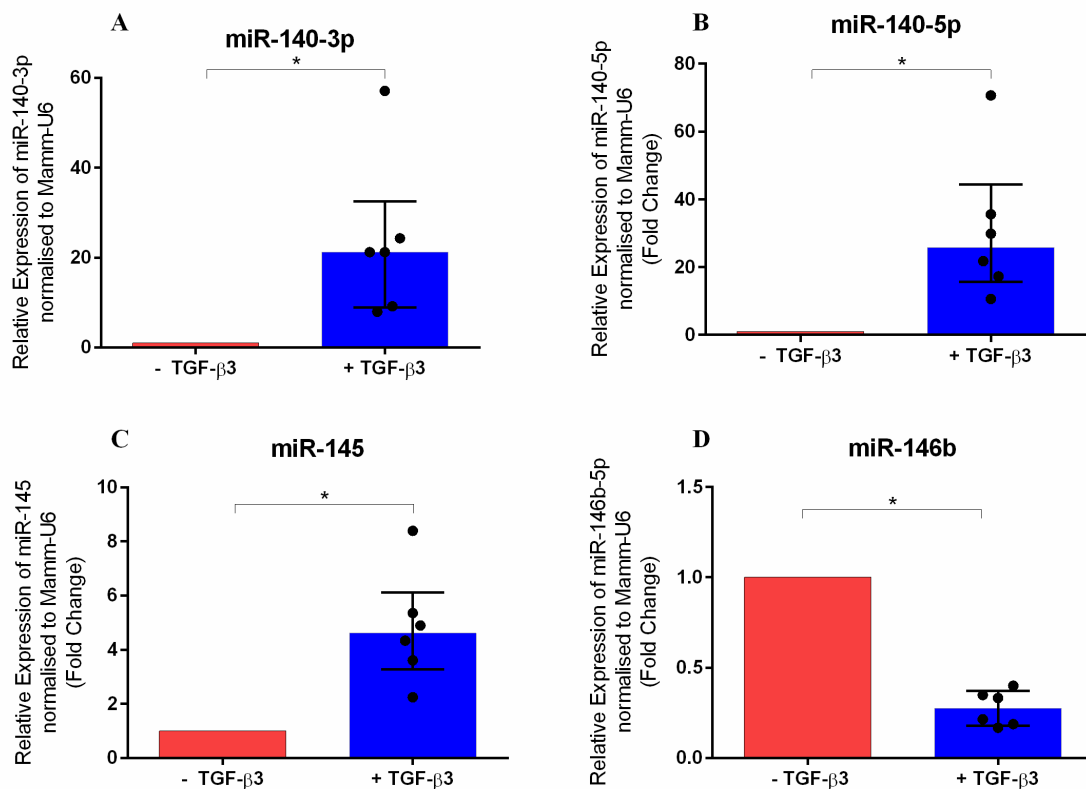 A
miR-140-3p
*
Relative Expression of miR-140-3p
normalised to Mamm-U6
60
40
20
0
- TGF-β3
+ TGF-β3
B
miR-140-5p
*
Relative Expression of miR-140-5p
normalised to Mamm-U6
(Fold Change)
80
60
40
20
0
- TGF-β3
+ TGF-β3
C
miR-145
*
Relative Expression of miR-145
normalised to Mamm-U6
(Fold Change)
10
8
6
4
2
0
- TGF-β3
+ TGF-β3
D
miR-146b
*
Relative Expression of miR-146b-5p
normalised to Mamm-U6
(Fold Change)
1.5
1.0
0.5
0.0
- TGF-β3
+ TGF-β3